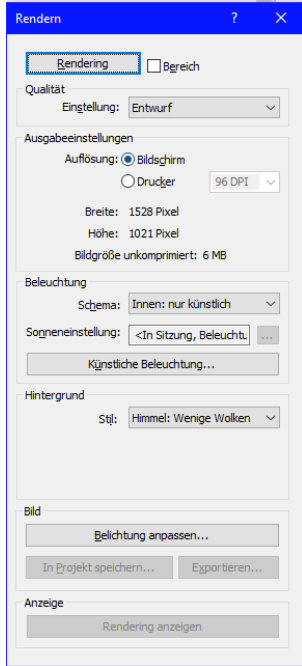 Rendern ? ×
Rendering Bereich
Qualität
Einstellung: Entwurf
Ausgabeeinstellungen
Auflösung: Bildschirm
Drucker 96 DPI
Breite: 1528 Pixel
Höhe: 1021 Pixel
Bildgröße unkomprimiert: 6 MB
Beleuchtung
Schema: Innen: nur künstlich
Sonneneinstellung: <In Sitzung, Beleuchtu ...
Künstliche Beleuchtung...
Hintergrund
Stil: Himmel: Wenige Wolken
Bild
Belichtung anpassen...
In Projekt speichern... Exportieren...
Anzeige
Rendering anzeigen